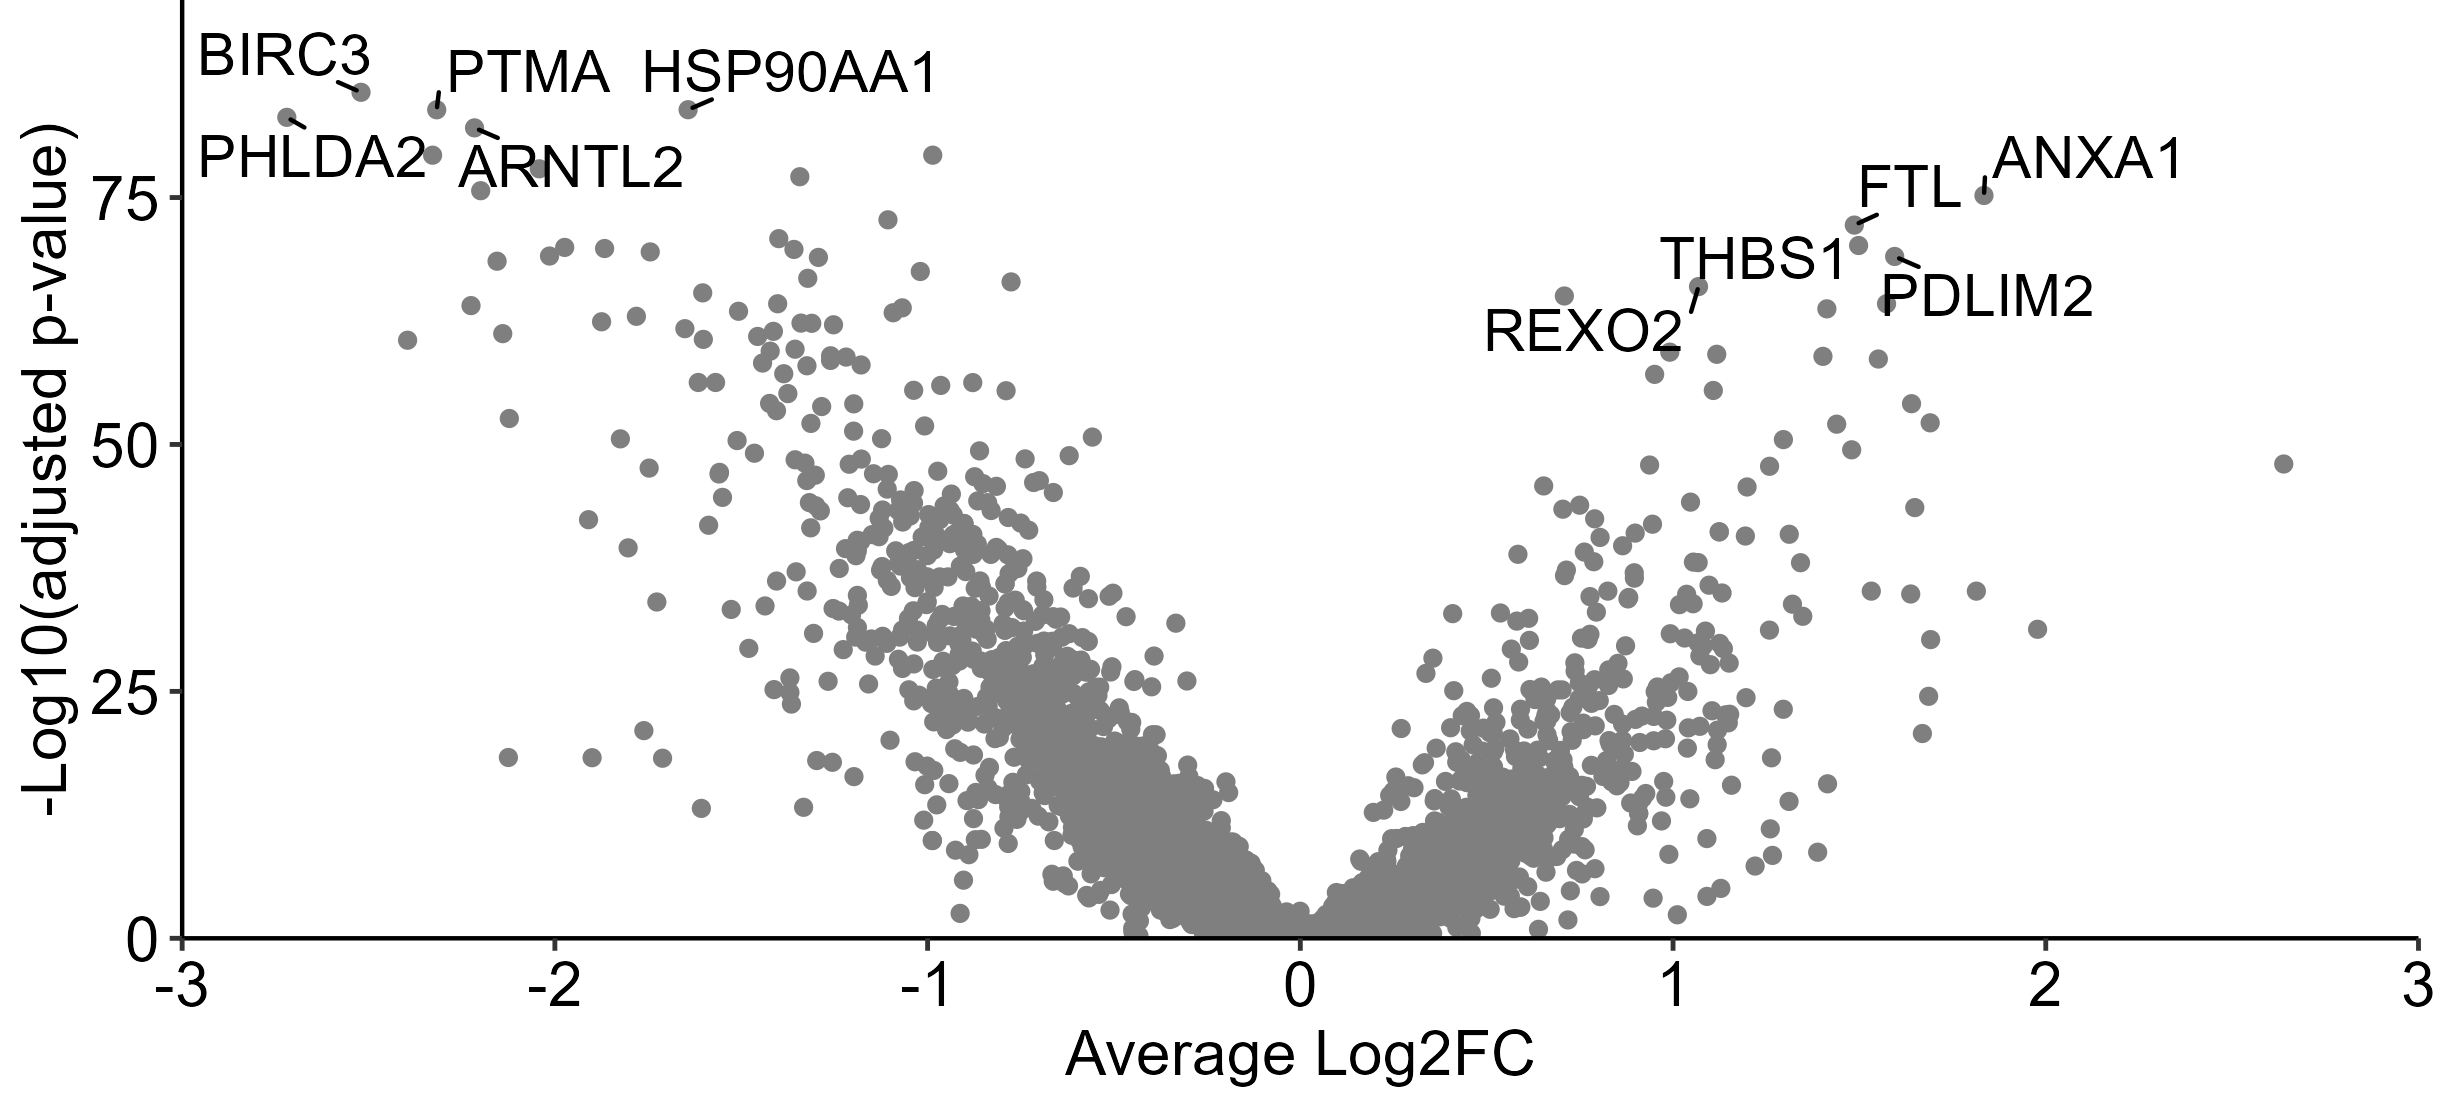 BIRC3
PTMA
HSP90AA1
PHLDA2
ARNTL2
ANXA1
FTL
THBS1
PDLIM2
REXO2
-Log10(adjusted p-value)
75
50
25
0
-3
-2
-1
0
1
2
3
Average Log2FC